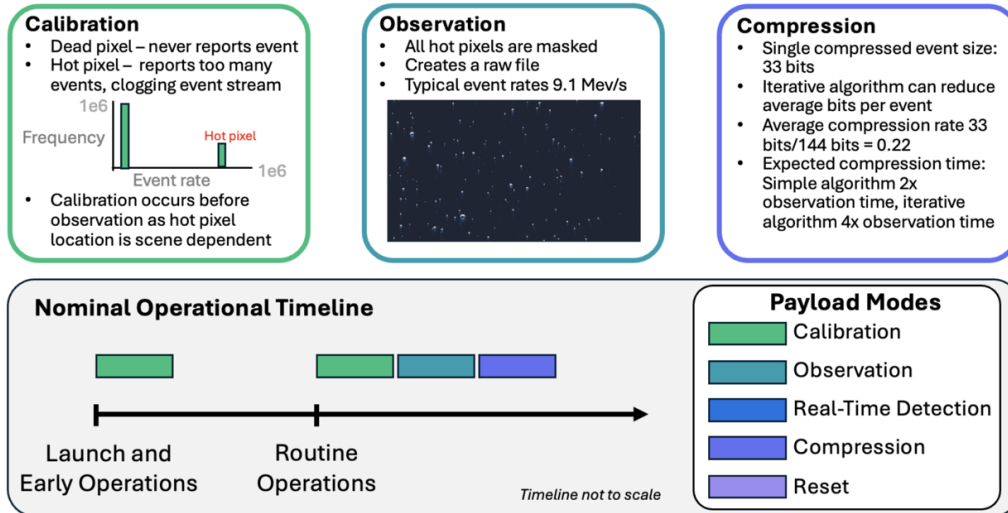 Calibration
• Dead pixel – never reports event
• Hot pixel – reports too many
events, clogging event stream
1e6
Frequency
Hot pixel
1e6
Event rate
• Calibration occurs before
observation as hot pixel
location is scene dependent
Observation
• All hot pixels are masked
• Creates a raw file
• Typical event rates 9.1 Mev/s
Compression
• Single compressed event size:
33 bits
• Iterative algorithm can reduce
average bits per event
• Average compression rate 33
bits/144 bits = 0.22
• Expected compression time:
Simple algorithm 2x
observation time, iterative
algorithm 4x observation time
Nominal Operational Timeline
Launch and
Early Operations
Routine
Operations
Timeline not to scale
Payload Modes
Calibration
Observation
Real-Time Detection
Compression
Reset